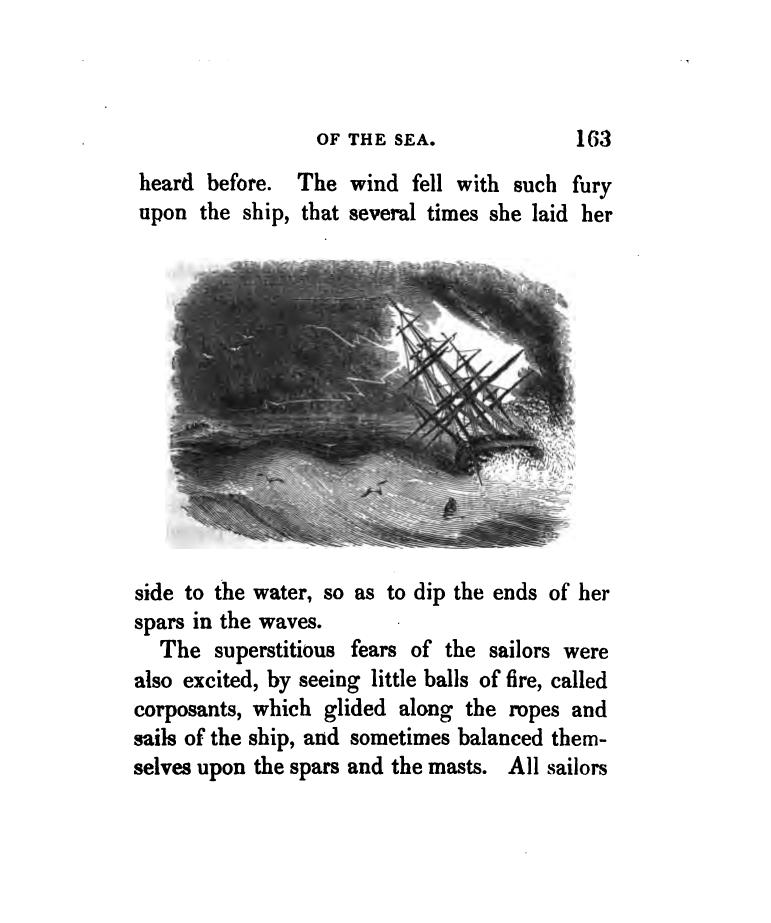 OF THE SEA. 163
heard before. The wind fell with such fury
upon the ship, that several times she laid her
side to the water, so as to dip the ends of her
spars in the waves.
The superstitious fears of the sailors were
also excited, by seeing little balls of fire, called
corposants, which glided along the ropes and
sails of the ship, and sometimes balanced them-
selves upon the spars and the masts. All sailors